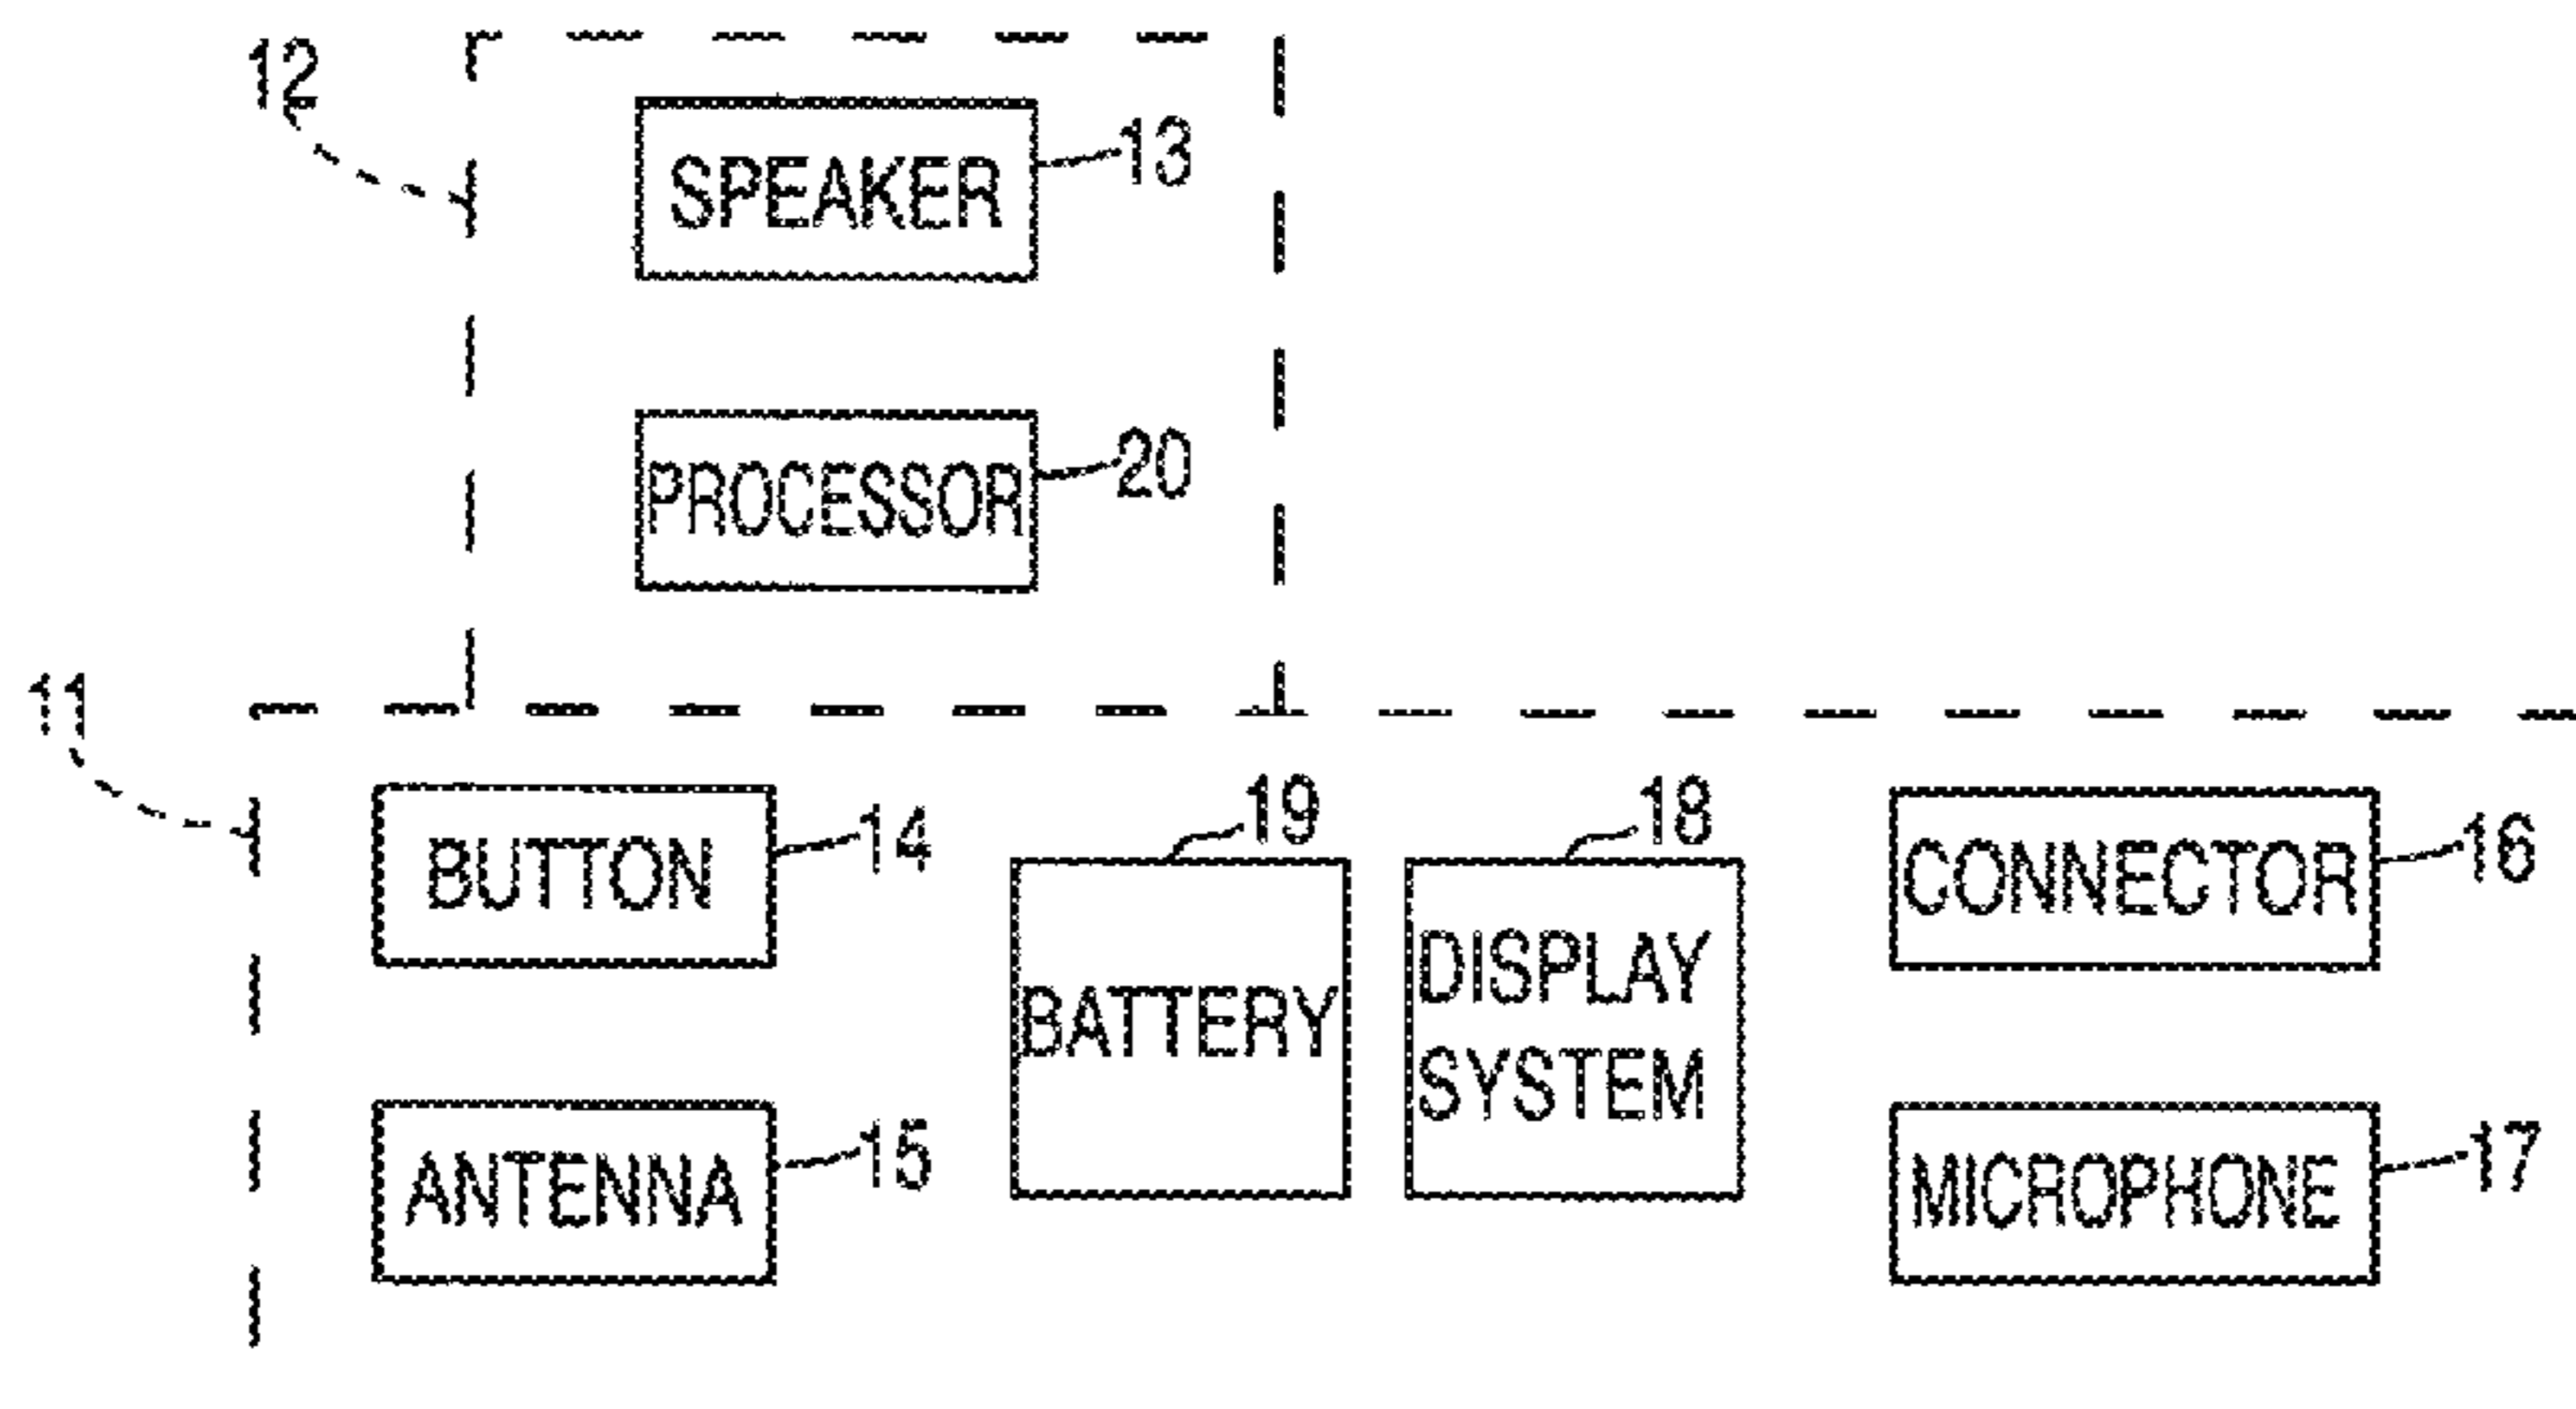 12
SPEAKER
13
PROCESSOR
20
11
BUTTON
14
19
18
CONNECTOR
16
BATTERY
DISPLAY
SYSTEM
ANTENNA
15
MICROPHONE
17